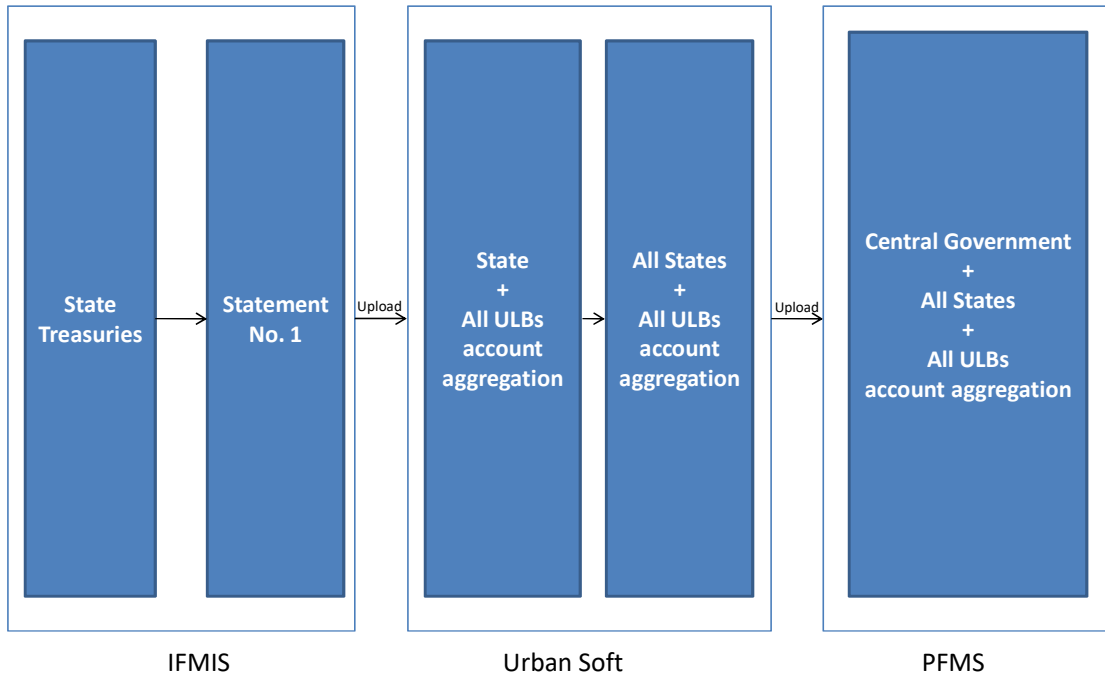 State
Treasuries
Statement
No. 1
Upload
State
+
All ULBs
account
aggregation
All States
+
All ULBs
account
aggregation
Upload
Central Government
+
All States
+
All ULBs
account aggregation
IFMIS
Urban Soft
PFMS